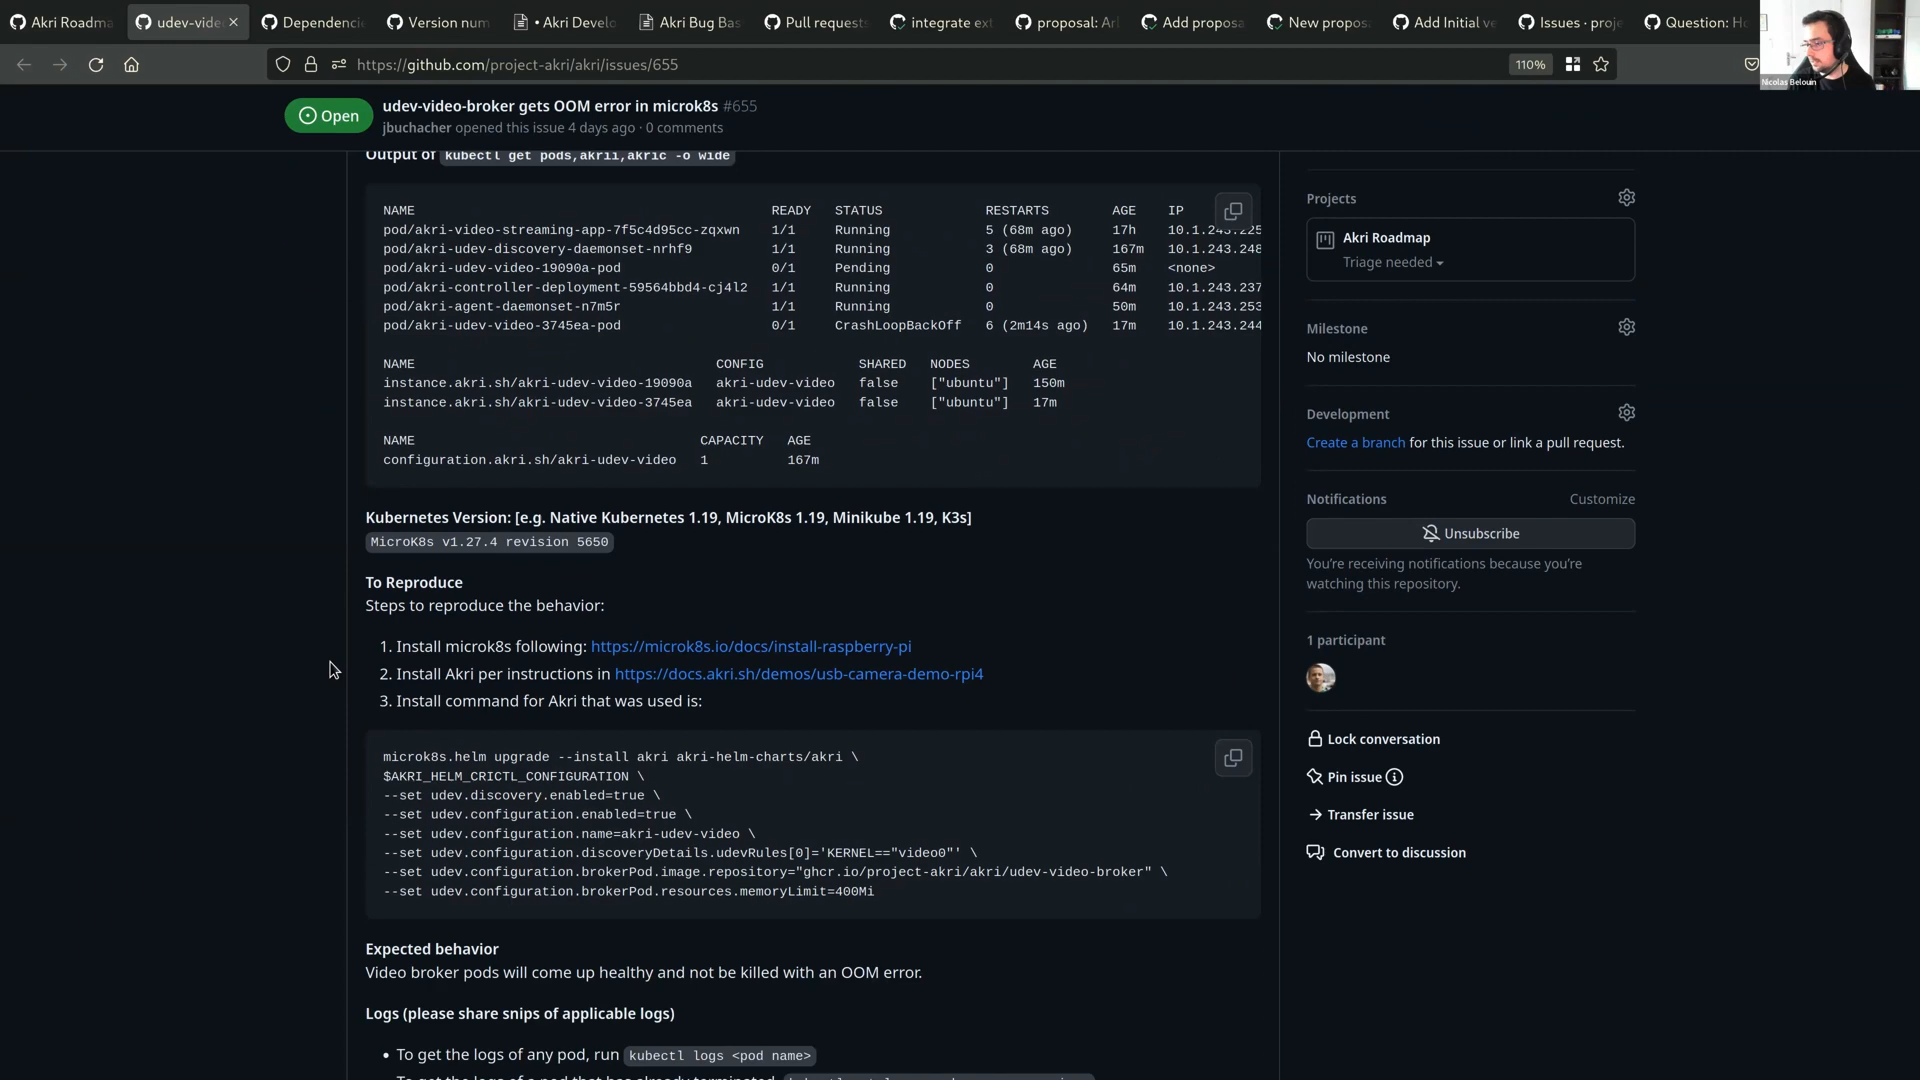 Akri Roadma
udev-vide
Dependenci
Version num
• Akri Develo
Akri Bug Bas
Pull requests
integrate ext
proposal: Ar
Add proposa
New propos
Add Initial ve
Issues · proje
Question: H
https://github.com/project-akri/akri/issues/655
110%
Nicolas Belouin
Open
udev-video-broker gets OOM error in microk8s #655
jbuchacher opened this issue 4 days ago · 0 comments
Output of kubectl get pods,akrii,akric -o wide
NAME READY STATUS RESTARTS AGE IP
pod/akri-video-streaming-app-7f5c4d95cc-zqxwn 1/1 Running 5 (68m ago) 17h 10.1.243.225
pod/akri-udev-discovery-daemonset-nrhf9 1/1 Running 3 (68m ago) 167m 10.1.243.248
pod/akri-udev-video-19090a-pod 0/1 Pending 0 65m <none>
pod/akri-controller-deployment-59564bbd4-cj4l2 1/1 Running 0 64m 10.1.243.237
pod/akri-agent-daemonset-n7m5r 1/1 Running 0 50m 10.1.243.253
pod/akri-udev-video-3745ea-pod 0/1 CrashLoopBackOff 6 (2m14s ago) 17m 10.1.243.244
NAME CONFIG SHARED NODES AGE
instance.akri.sh/akri-udev-video-19090a akri-udev-video false ["ubuntu"] 150m
instance.akri.sh/akri-udev-video-3745ea akri-udev-video false ["ubuntu"] 17m
NAME CAPACITY AGE
configuration.akri.sh/akri-udev-video 1 167m
Kubernetes Version: [e.g. Native Kubernetes 1.19, MicroK8s 1.19, Minikube 1.19, K3s]
MicroK8s v1.27.4 revision 5650
To Reproduce
Steps to reproduce the behavior:
1. Install microk8s following: https://microk8s.io/docs/install-raspberry-pi
2. Install Akri per instructions in https://docs.akri.sh/demos/usb-camera-demo-rpi4
3. Install command for Akri that was used is:
microk8s.helm upgrade --install akri akri-helm-charts/akri \
$AKRI_HELM_CRICTL_CONFIGURATION \
--set udev.discovery.enabled=true \
--set udev.configuration.enabled=true \
--set udev.configuration.name=akri-udev-video \
--set udev.configuration.discoveryDetails.udevRules[0]='KERNEL=="video0"' \
--set udev.configuration.brokerPod.image.repository="ghcr.io/project-akri/akri/udev-video-broker" \
--set udev.configuration.brokerPod.resources.memoryLimit=400Mi
Expected behavior
Video broker pods will come up healthy and not be killed with an OOM error.
Logs (please share snips of applicable logs)
• To get the logs of any pod, run kubectl logs <pod name>
Projects
Akri Roadmap
Triage needed
Milestone
No milestone
Development
Create a branch for this issue or link a pull request.
Notifications
Customize
Unsubscribe
You're receiving notifications because you're
watching this repository.
1 participant
Lock conversation
Pin issue
Transfer issue
Convert to discussion